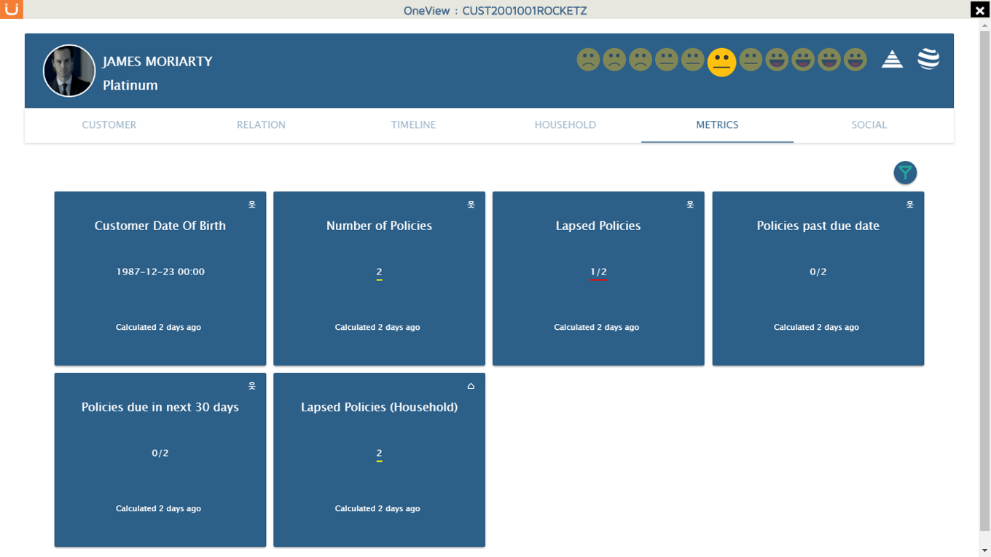 OneView : CUST2001001ROCKETZ
JAMES MORIARTY
Platinum
CUSTOMER
RELATION
TIMELINE
HOUSEHOLD
METRICS
SOCIAL
Customer Date Of Birth
1987-12-23 00:00
Calculated 2 days ago
Number of Policies
2
Calculated 2 days ago
Lapsed Policies
1/2
Calculated 2 days ago
Policies past due date
0/2
Calculated 2 days ago
Policies due in next 30 days
0/2
Calculated 2 days ago
Lapsed Policies (Household)
2
Calculated 2 days ago